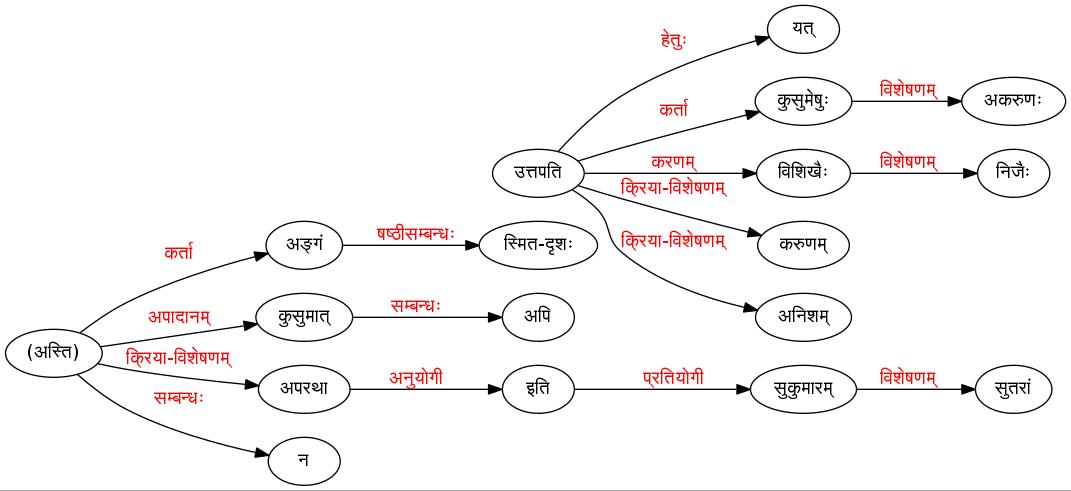 यत्
हेतुः
कर्ता
कुसुमेषुः
विशेषणम्
अकरुणः
उत्तपति
करणम्
विशिखैः
विशेषणम्
निजैः
क्रिया-विशेषणम्
करुणम्
क्रिया-विशेषणम्
अनिशम्
कर्ता
अङ्गं
षष्ठीसम्बन्धः
स्मित-दृशः
(अस्ति)
अपादानम्
कुसुमात्
सम्बन्धः
अपि
क्रिया-विशेषणम्
अपरथा
अनुयोगी
इति
प्रतियोगी
सुकुमारम्
विशेषणम्
सुतरां
सम्बन्धः
न